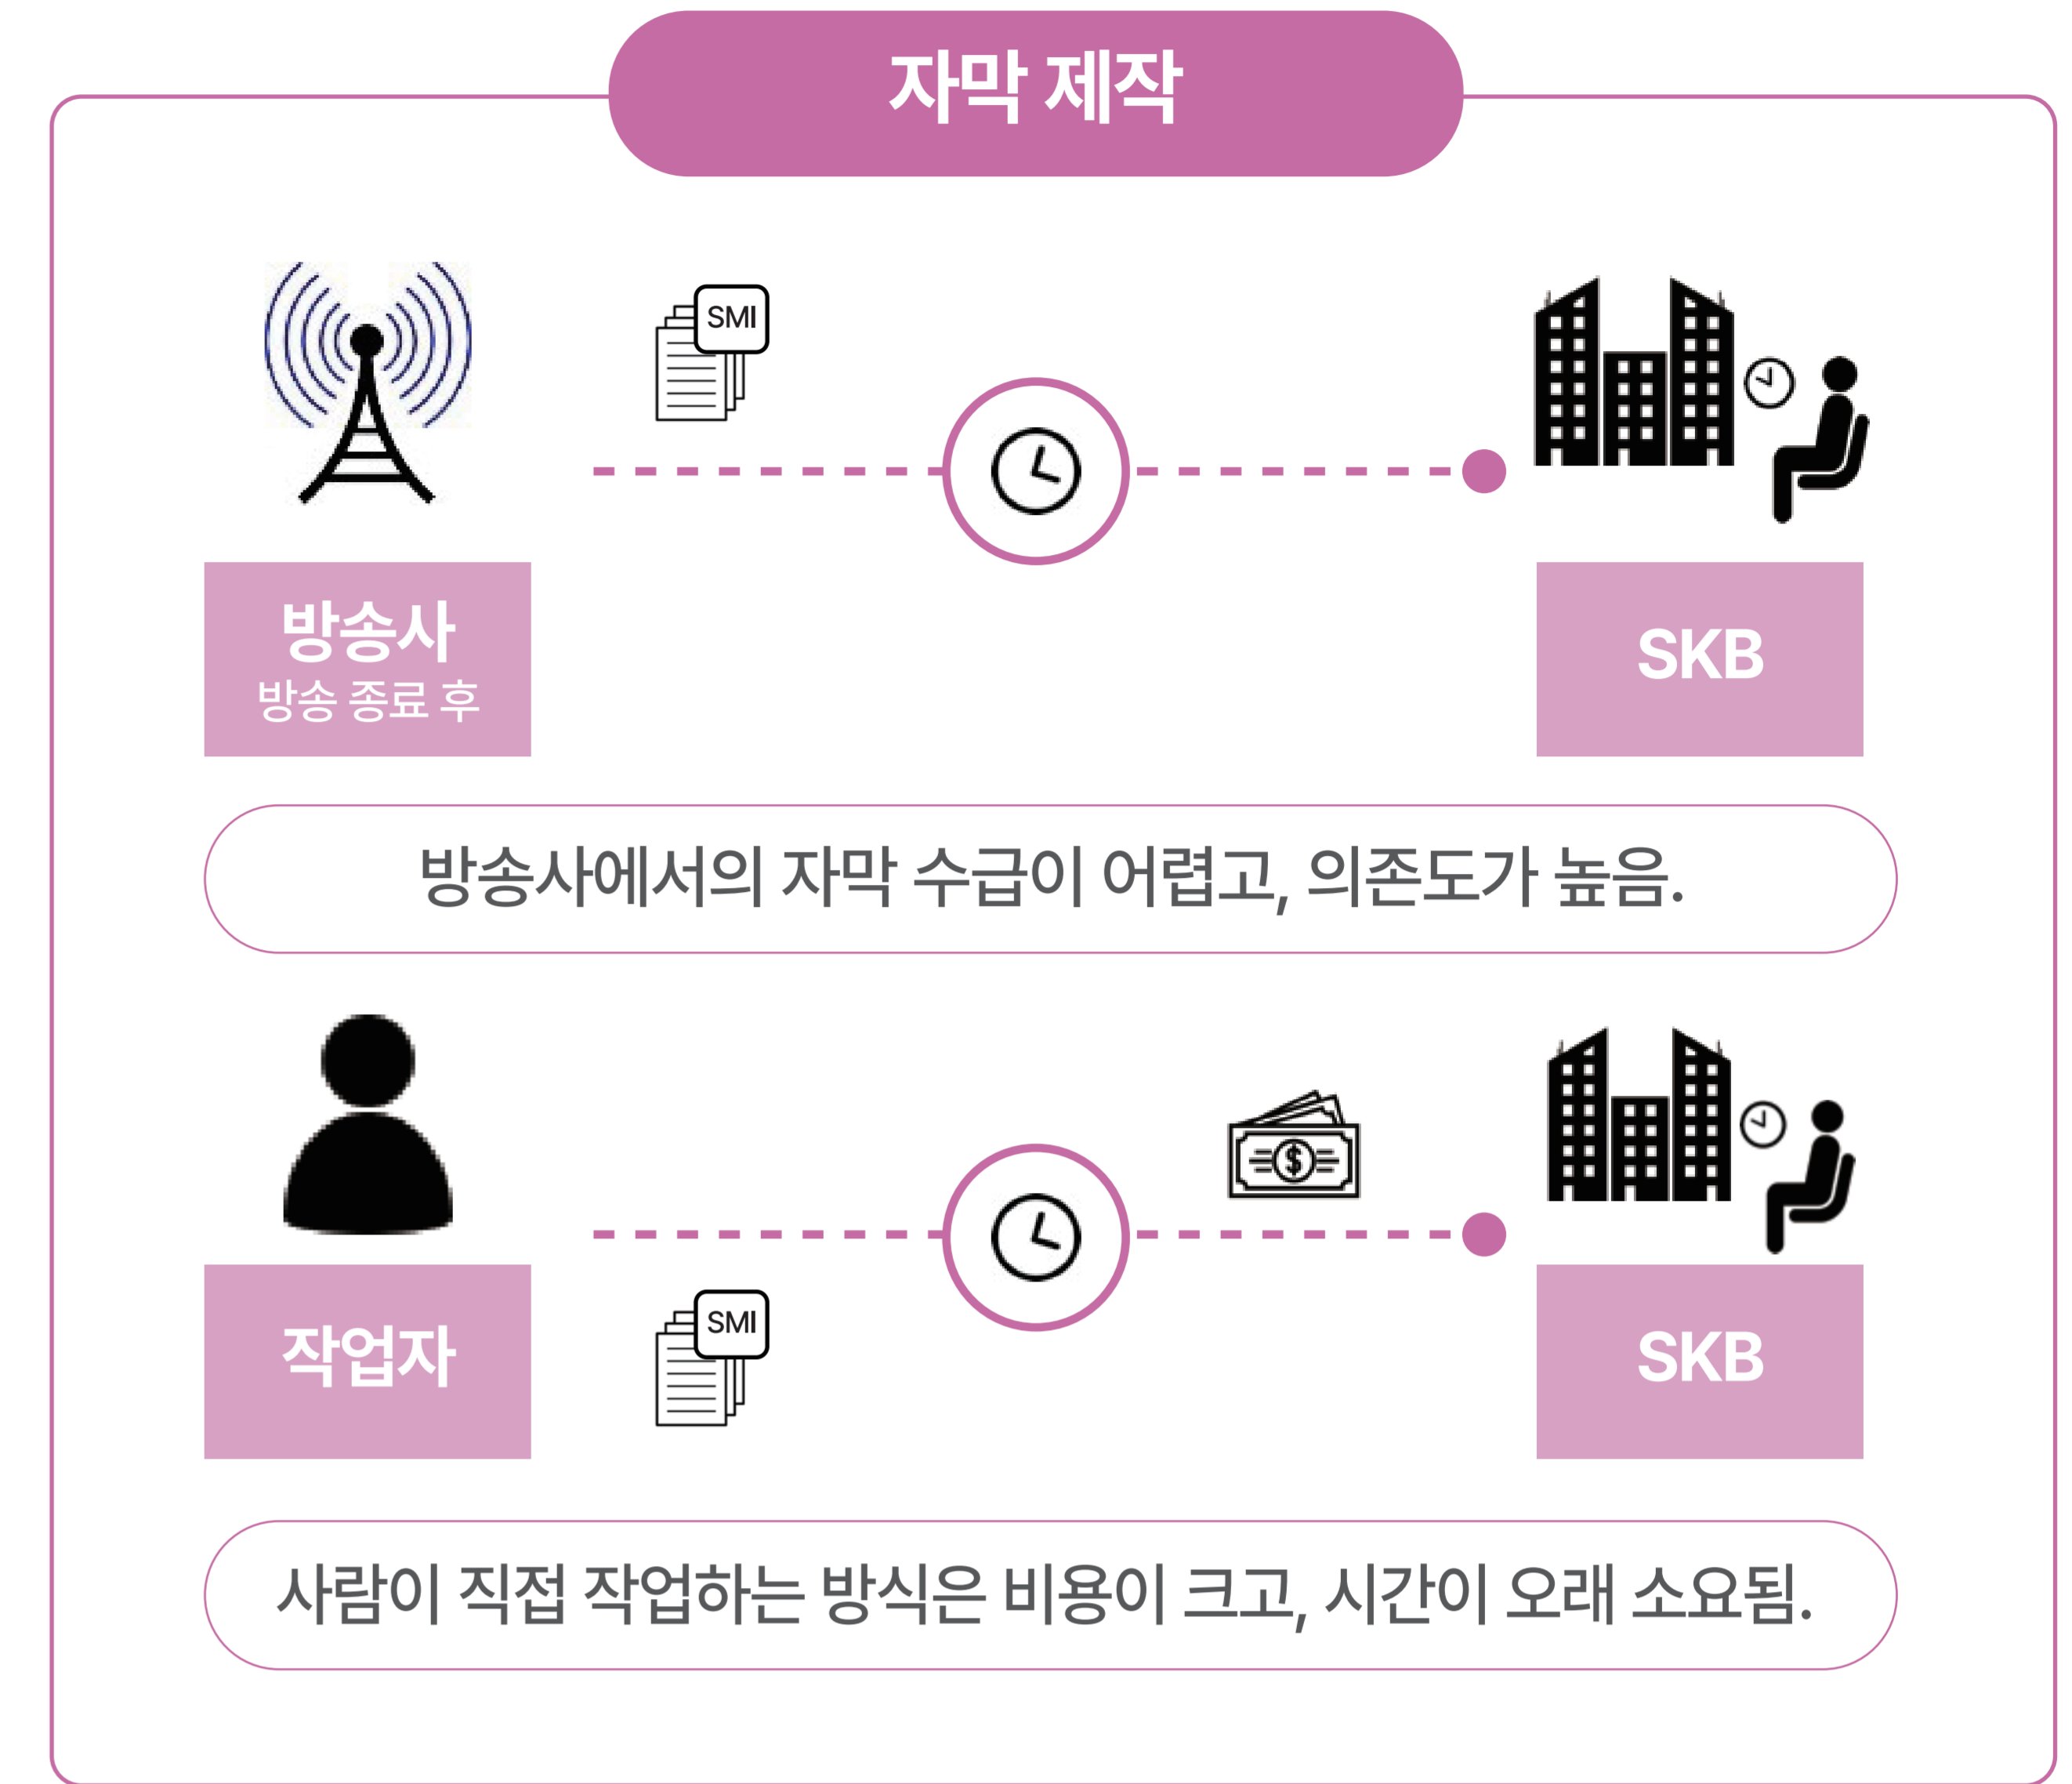 자막 제작
SMI
방송사
방송 종료 후
SKB
방송사에서의 자막 수급이 어렵고, 의존도가 높음.
$
작업자
SMI
SKB
사람이 직접 작업하는 방식은 비용이 크고, 시간이 오래 소요됨.